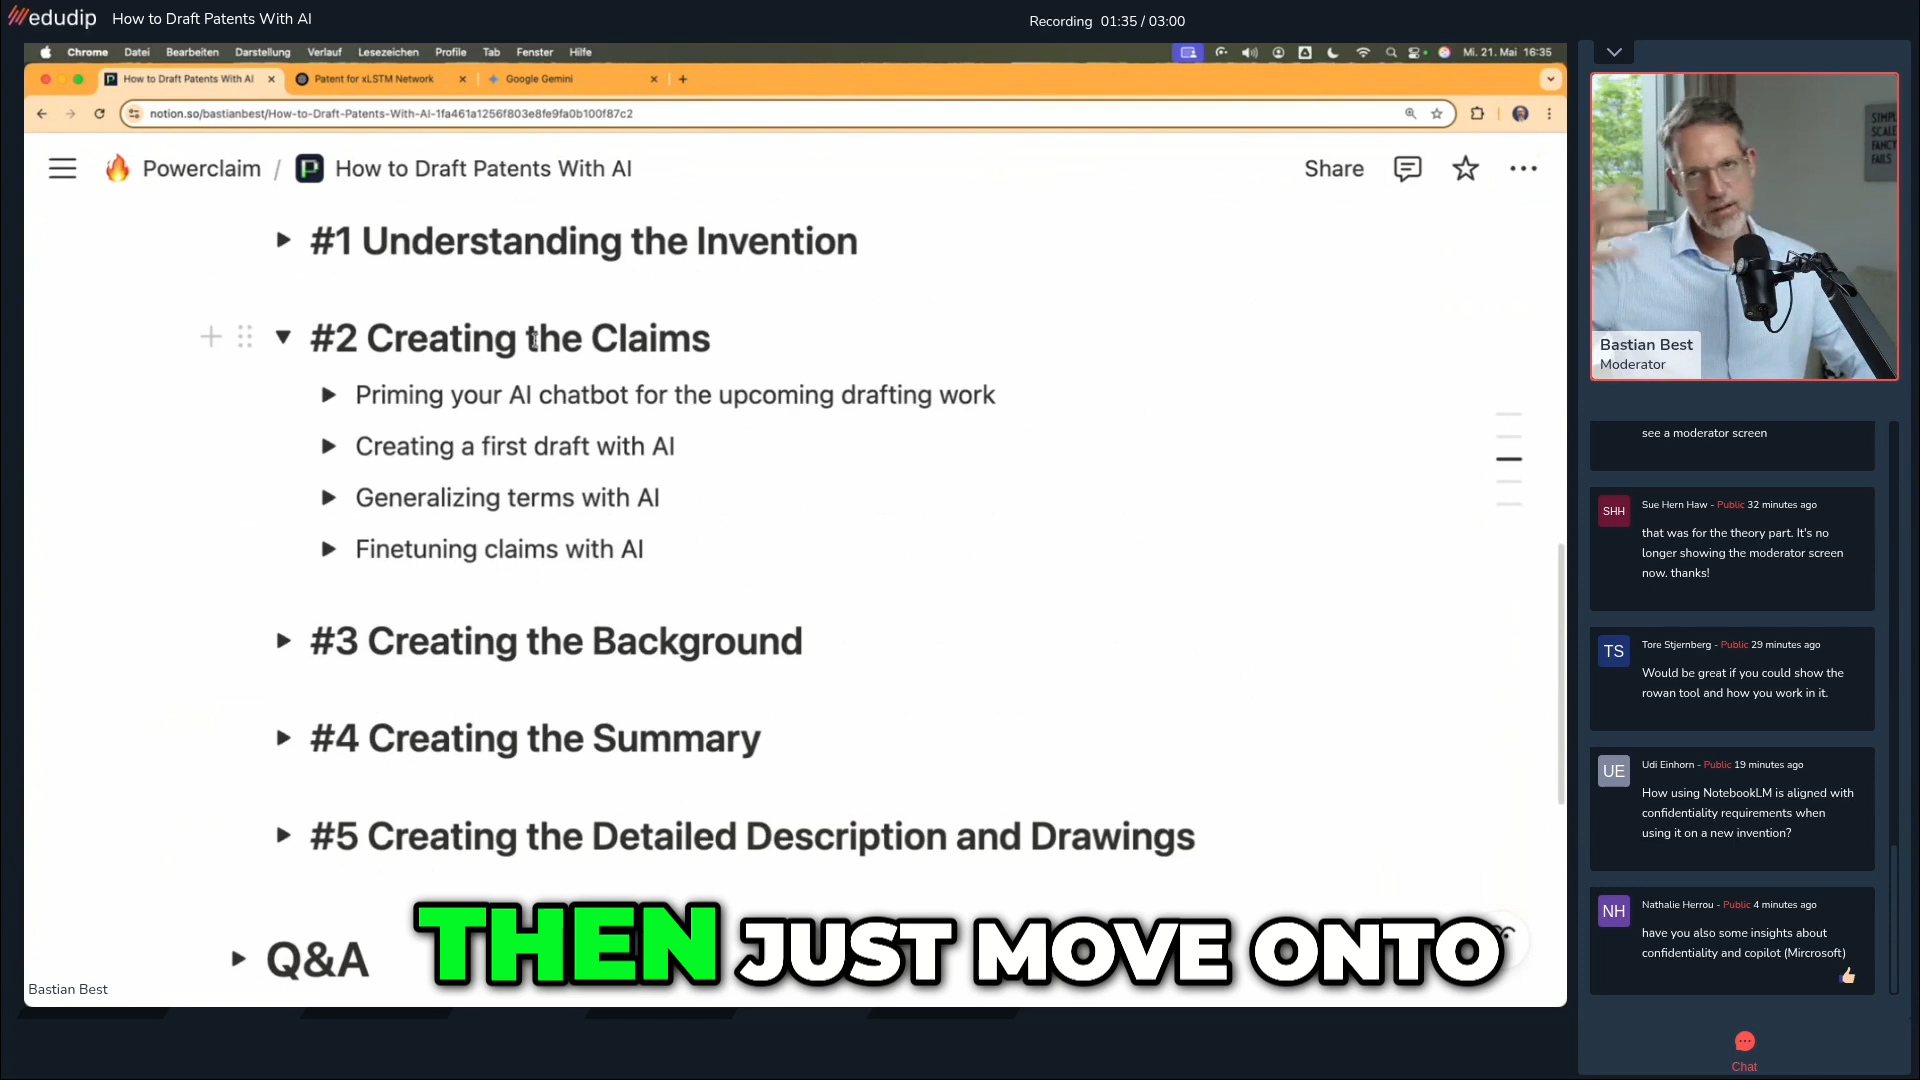 edudip How to Draft Patents With AI
Recording 01:35 / 03:00
Chrome Datei Bearbeiten Darstellung Verlauf Lesezeichen Profile Tab Fenster Hilfe
Mi. 21. Mai 16:35
How to Draft Patents With AI
Patent for xLSTM Network
Google Gemini
notion.so/bastianbest/How-to-Draft-Patents-With-AI-1fa461a1256f803e8fe9fa0b100f87c2
Powerclaim / How to Draft Patents With AI
Share
#1 Understanding the Invention
#2 Creating the Claims
Priming your AI chatbot for the upcoming drafting work
Creating a first draft with AI
Generalizing terms with AI
Finetuning claims with AI
#3 Creating the Background
#4 Creating the Summary
#5 Creating the Detailed Description and Drawings
Q&A
THEN JUST MOVE ONTO
Bastian Best
SIMPL
SCALE
FANCY
FAILS
Bastian Best
Moderator
see a moderator screen
SHH
Sue Hern Haw - Public 32 minutes ago
that was for the theory part. It's no
longer showing the moderator screen
now. thanks!
TS
Tore Stjernberg - Public 29 minutes ago
Would be great if you could show the
rowan tool and how you work in it.
UE
Udi Einhorn - Public 19 minutes ago
How using NotebookLM is aligned with
confidentiality requirements when
using it on a new invention?
NH
Nathalie Herrou - Public 4 minutes ago
have you also some insights about
confidentiality and copilot (Mircrosoft)
Chat